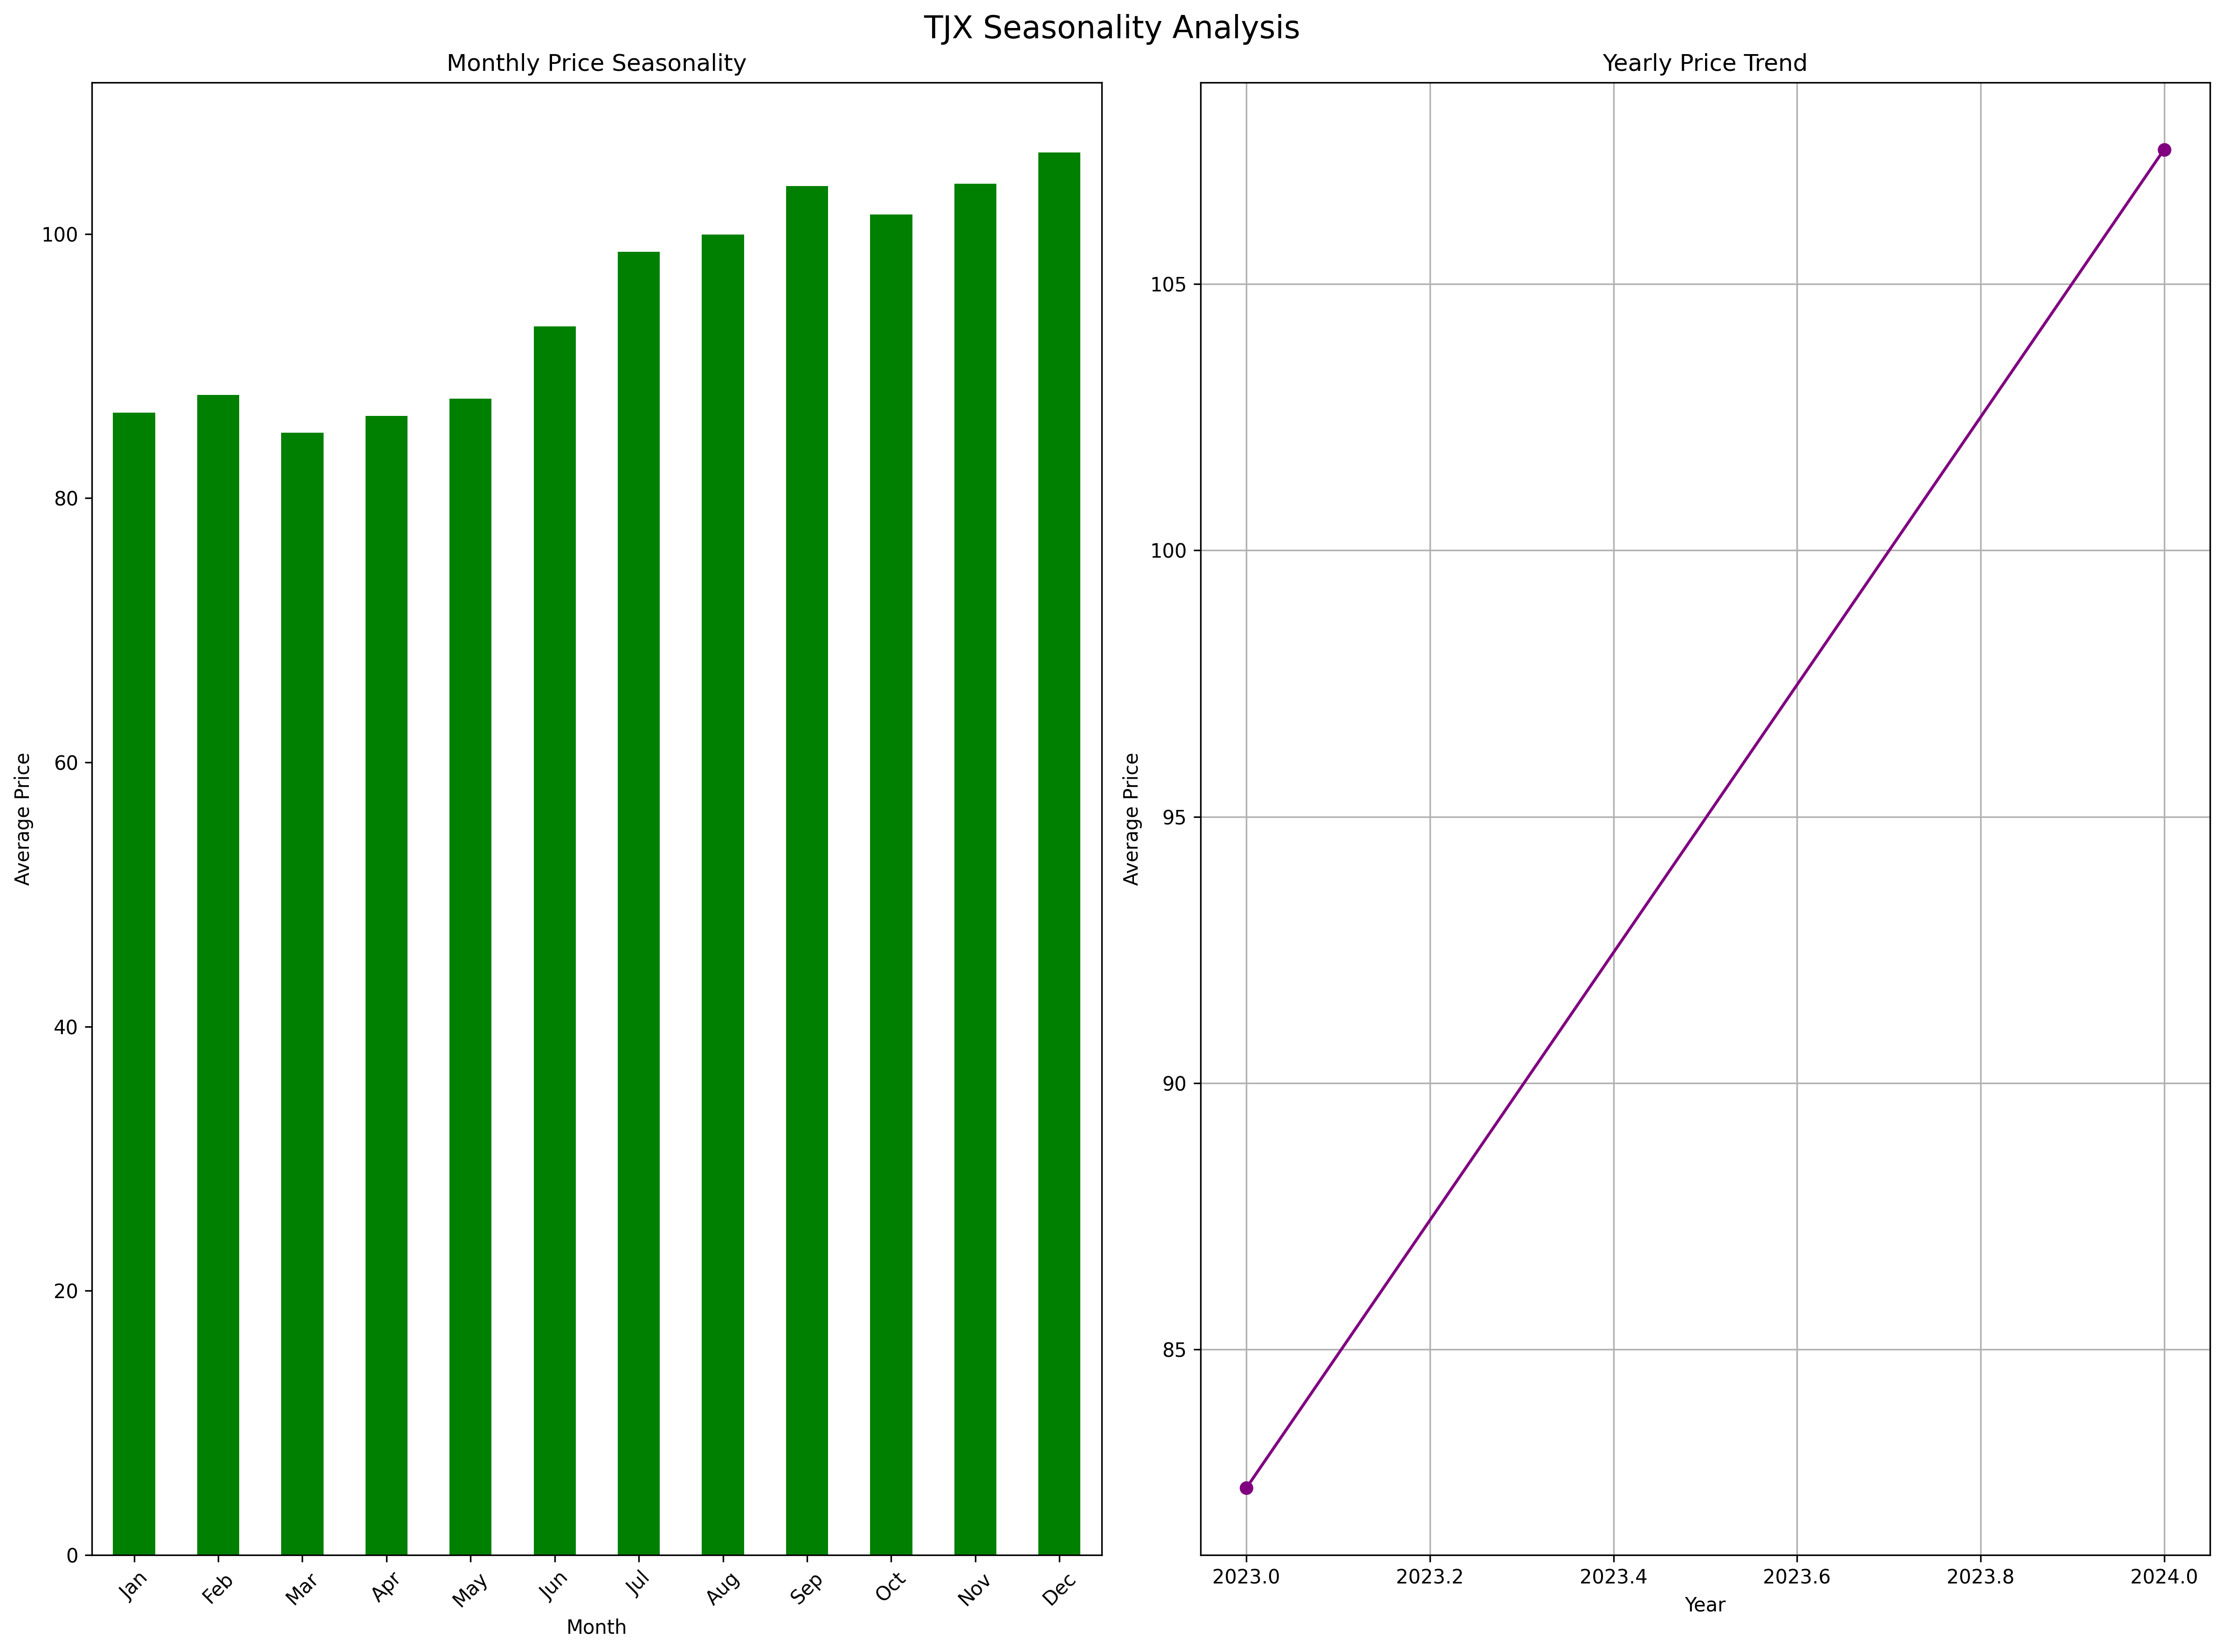 TJX Seasonality Analysis
Monthly Price Seasonality
Average Price
100
80
60
40
20
0
Jan Feb Mar Apr May Jun Jul Aug Sep Oct Nov Dec
Month
Yearly Price Trend
Average Price
105
100
95
90
85
2023.0 2023.2 2023.4 2023.6 2023.8 2024.0
Year